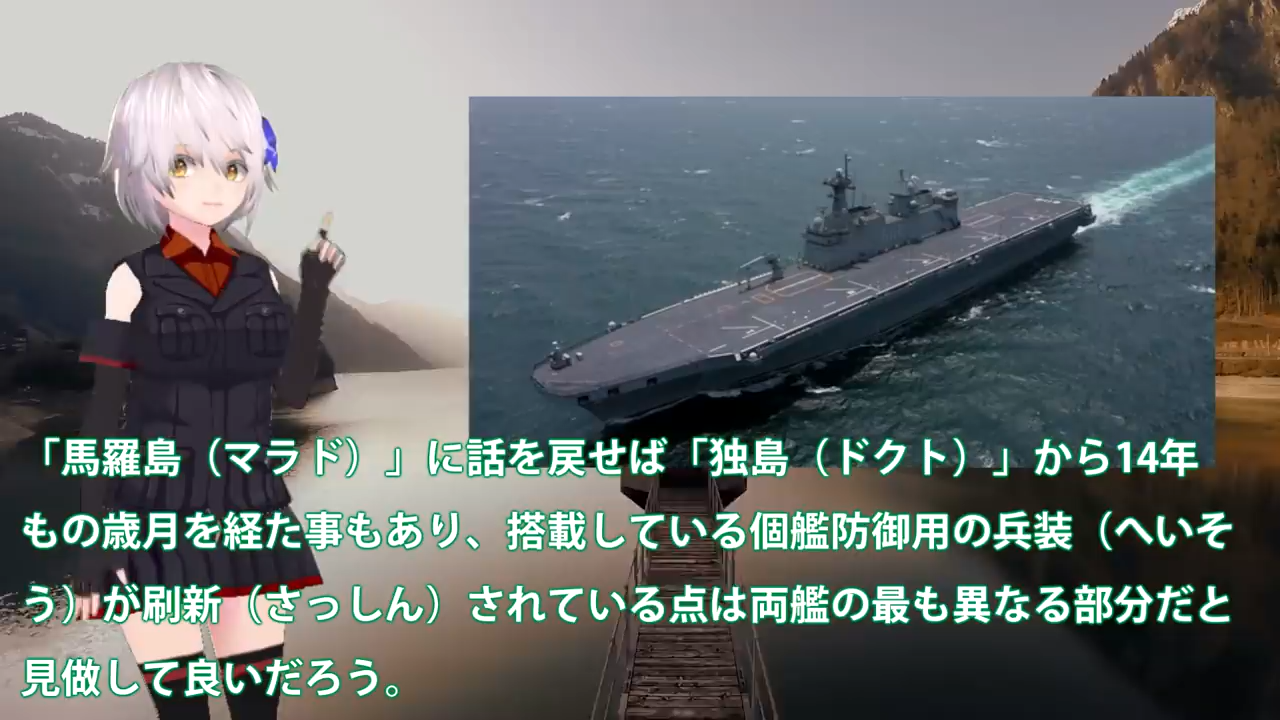 「馬羅島（マラド）」に話を戻せば「独島（ドクト）」から14年
もの歳月を経た事もあり、搭載している個艦防御用の兵装（へいそ
う）が刷新（さっしん）されている点は両艦の最も異なる部分だと
見做して良いだろう。